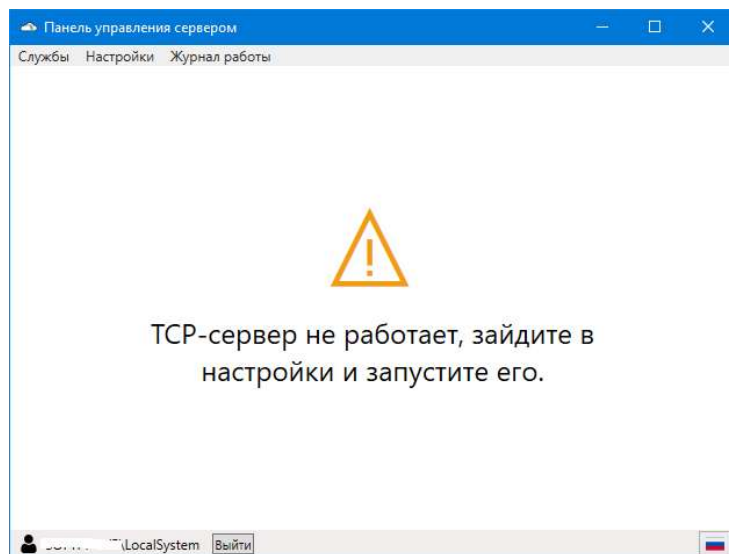 Панель управления сервером
Службы Настройки Журнал работы
TCP-сервер не работает, зайдите в
настройки и запустите его.
\LocalSystem Выйти